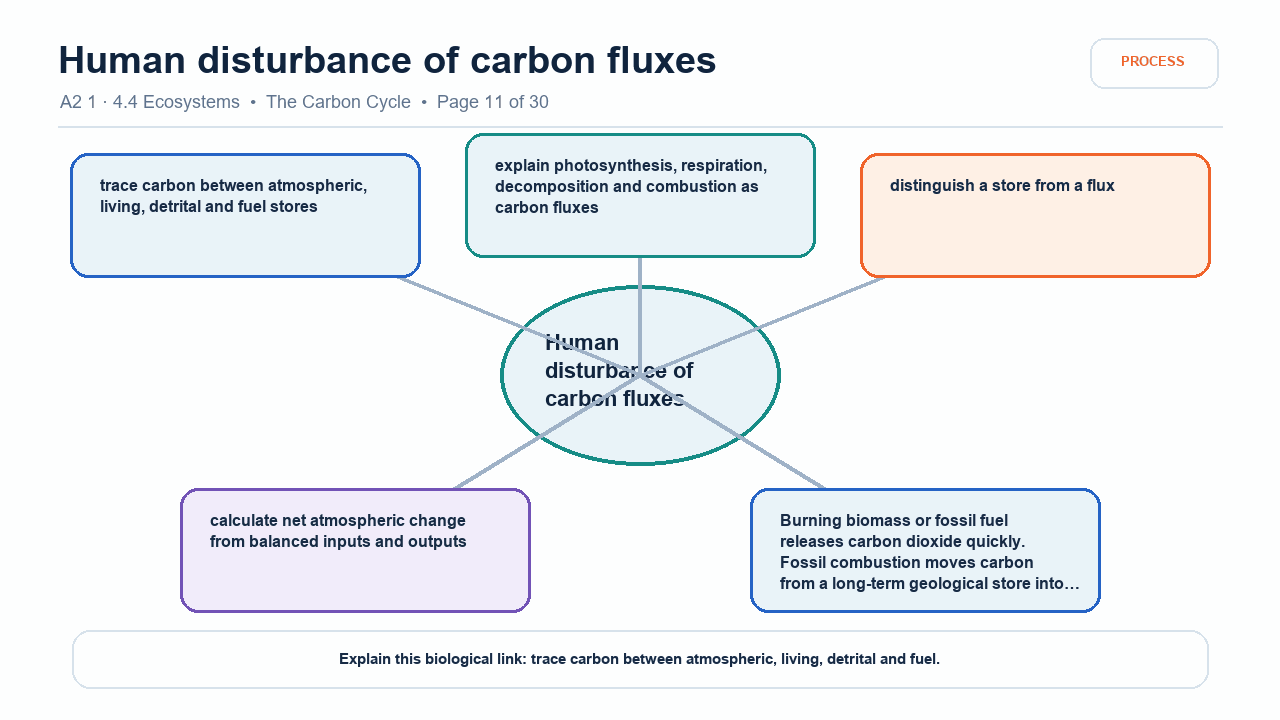 Human disturbance of carbon fluxes
PROCESS
A2 1 · 4.4 Ecosystems • The Carbon Cycle • Page 11 of 30
trace carbon between atmospheric,
living, detrital and fuel stores
explain photosynthesis, respiration,
decomposition and combustion as
carbon fluxes
distinguish a store from a flux
Human
disturbance of
carbon fluxes
calculate net atmospheric change
from balanced inputs and outputs
Burning biomass or fossil fuel
releases carbon dioxide quickly.
Fossil combustion moves carbon
from a long-term geological store into…
Explain this biological link: trace carbon between atmospheric, living, detrital and fuel.